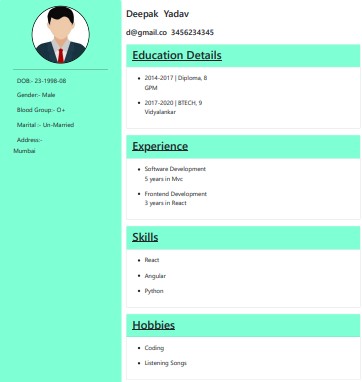 DOB:- 23-1998-08
Gender:- Male
Blood Group:- O+
Marital :- Un-Married
Address:-
Mumbai
Deepak Yadav
d@gmail.co 3456234345
Education Details
2014-2017 | Diploma, 8
GPM
2017-2020 | BTECH, 9
Vidyalankar
Experience
Software Development
5 years in Mvc
Frontend Development
3 years in React
Skills
React
Angular
Python
Hobbies
Coding
Listening Songs